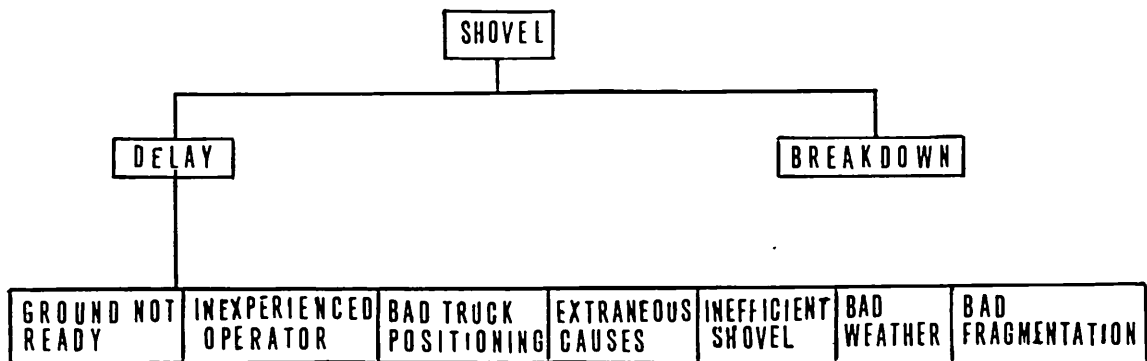 SHOVEL
DELAY
BREAKDOWN
GROUND NOT
READY
INEXPERIENCED
OPERATOR
BAD TRUCK
POSITIONING
EXTRANEOUS
CAUSES
INEFFICIENT
SHOVEL
BAD
WEATHER
BAD
FRAGMENTATION